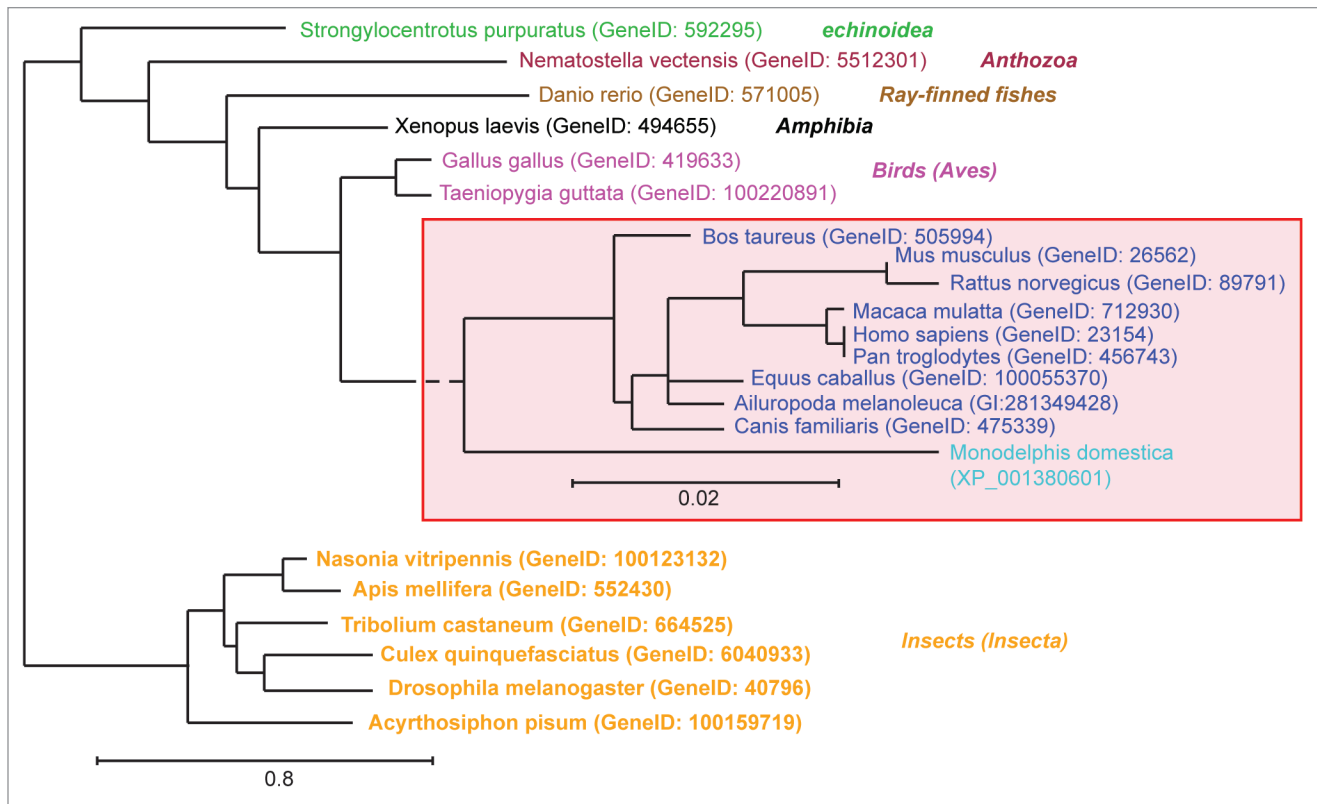 Strongylocentrotus purpuratus (GeneID: 592295) echinoidea
Nematostella vectensis (GeneID: 5512301) Anthozoa
Danio rerio (GeneID: 571005) Ray-finned fishes
Xenopus laevis (GeneID: 494655) Amphibia
Gallus gallus (GeneID: 419633)
Birds (Aves)
Taeniopygia guttata (GeneID: 100220891)
Bos taureus (GeneID: 505994)
Mus musculus (GeneID: 26562)
Rattus norvegicus (GeneID: 89791)
Macaca mulatta (GeneID: 712930)
Homo sapiens (GeneID: 23154)
Pan troglodytes (GeneID: 456743)
Equus caballus (GeneID: 100055370)
Ailuropoda melanoleuca (GI:281349428)
Canis familiaris (GeneID: 475339)
Monodelphis domestica
(XP_001380601)
0.02
Nasonia vitripennis (GeneID: 100123132)
Apis mellifera (GeneID: 552430)
Tribolium castaneum (GeneID: 664525)
Insects (Insecta)
Culex quinquefasciatus (GeneID: 6040933)
Drosophila melanogaster (GeneID: 40796)
Acyrthosiphon pisum (GeneID: 100159719)
0.8